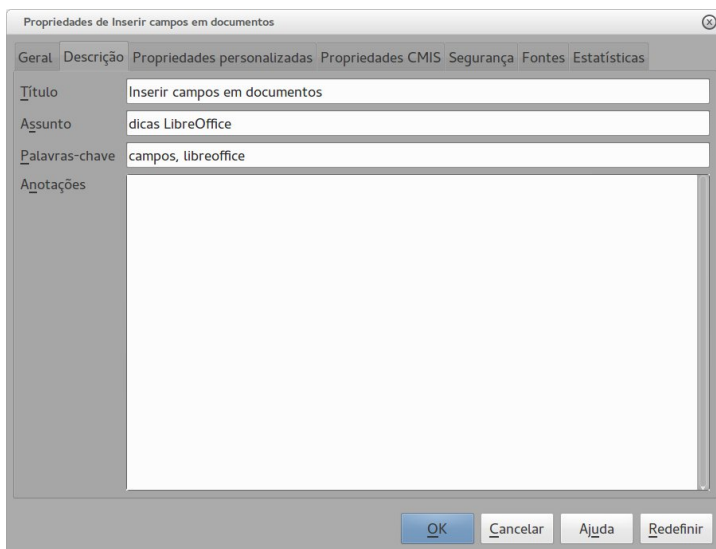 Propriedades de Inserir campos em documentos
Geral Descrição Propriedades personalizadas Propriedades CMIS Segurança Fontes Estatísticas
Título Inserir campos em documentos
Assunto dicas LibreOffice
Palavras-chave campos, libreoffice
Anotações
OK Cancelar Ajuda Redefinir